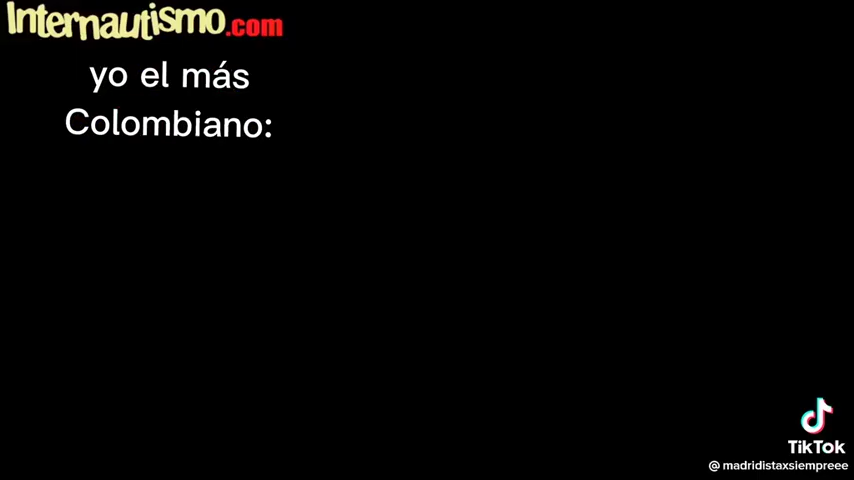 Internautismo.com
yo el más
Colombiano:
TikTok
@ madridistaxsiempreee